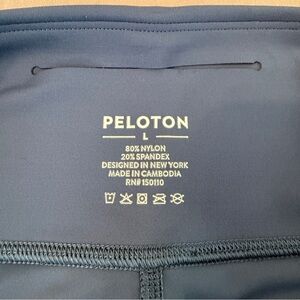 PELOTON
L
80% NYLON
20% SPANDEX
DESIGNED IN NEW YORK
MADE IN CAMBODIA
RN# 150110